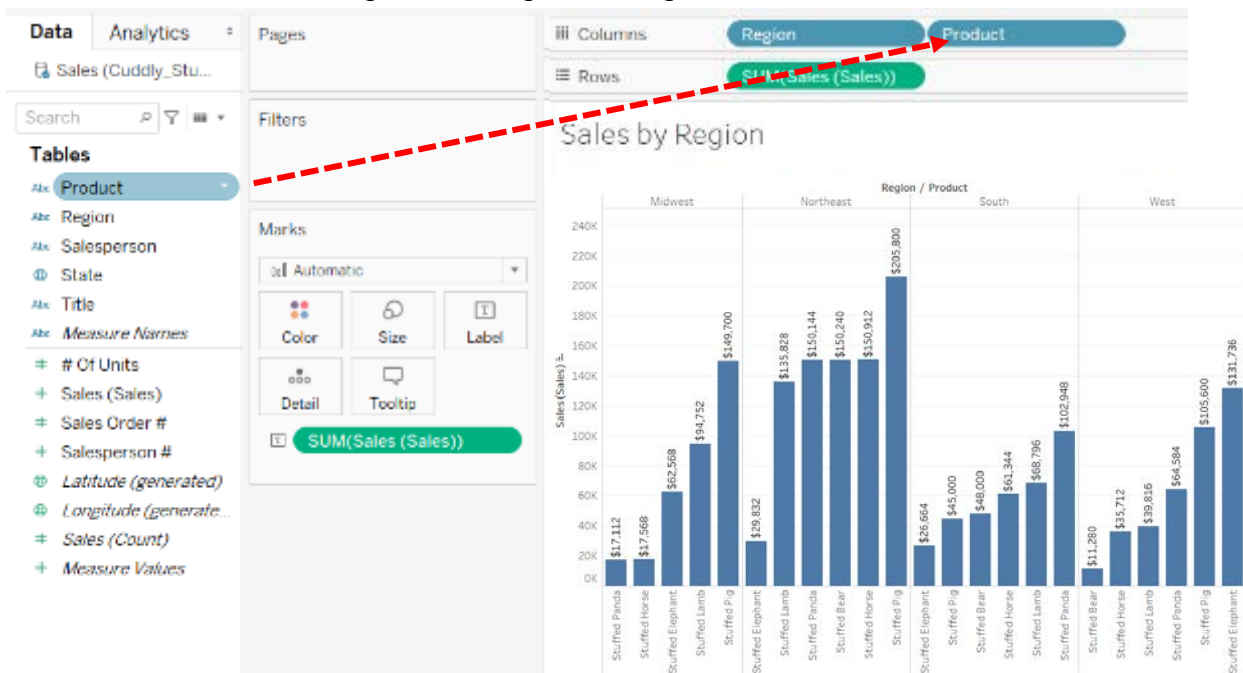 Data
Analytics
Pages
Columns
Region
Product
Sales (Cuddly_Stu...
Rows
SUM(Sales (Sales))
Search
Filters
Sales by Region
Tables
Abc Product
Abc Region
Abc Salesperson
State
Abc Title
Abc Measure Names
# Of Units
Sales (Sales)
Sales Order #
Salesperson #
Latitude (generated)
Longitude (generate...
Sales (Count)
Measure Values
Marks
Automatic
Color
Size
Label
Detail
Tooltip
SUM(Sales (Sales))
Region / Product
Midwest
Northeast
South
West
Sales (Sales)
240K
220K
200K
180K
160K
140K
120K
100K
80K
60K
40K
20K
0K
$17,112
$17,568
$62,568
$94,752
$149,700
$29,832
$135,828
$150,144
$150,240
$150,912
$205,800
$26,664
$45,000
$48,000
$61,344
$68,796
$102,948
$11,280
$35,712
$39,816
$64,584
$105,600
$131,736
Stuffed Panda
Stuffed Horse
Stuffed Elephant
Stuffed Lamb
Stuffed Pig
Stuffed Elephant
Stuffed Lamb
Stuffed Panda
Stuffed Bear
Stuffed Horse
Stuffed Pig
Stuffed Elephant
Stuffed Pig
Stuffed Bear
Stuffed Horse
Stuffed Lamb
Stuffed Panda
Stuffed Bear
Stuffed Horse
Stuffed Lamb
Stuffed Panda
Stuffed Pig
Stuffed Elephant